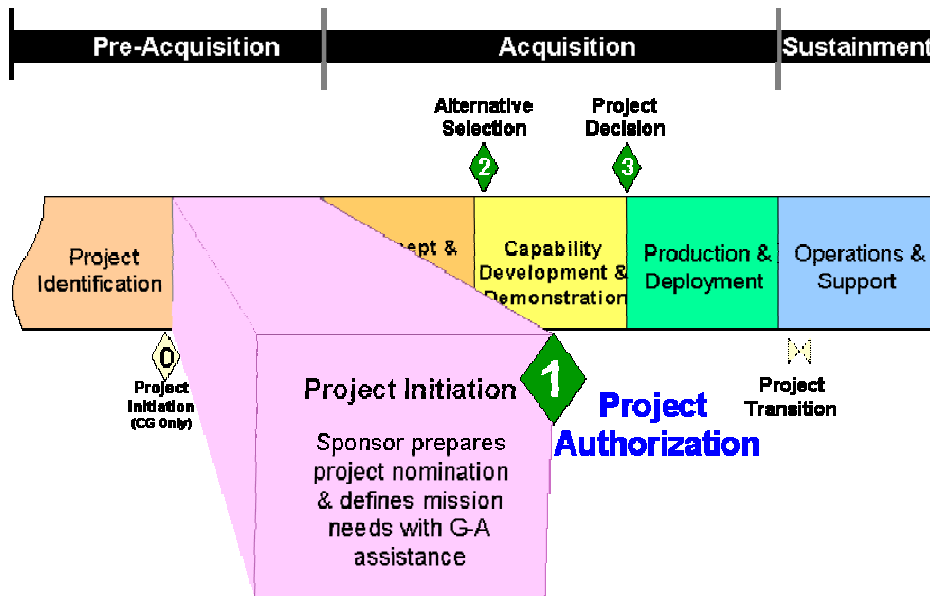 Pre-Acquisition
Acquisition
Sustainment
Alternative
Selection
Project
Decision
2
3
Project
Identification
&
Capability
Development &
Demonstration
Production &
Deployment
Operations &
Support
0
Project
Initiation
(CG Only)
Project Initiation
1
Project
Authorization
Project
Transition
Sponsor prepares
project nomination
& defines mission
needs with G-A
assistance